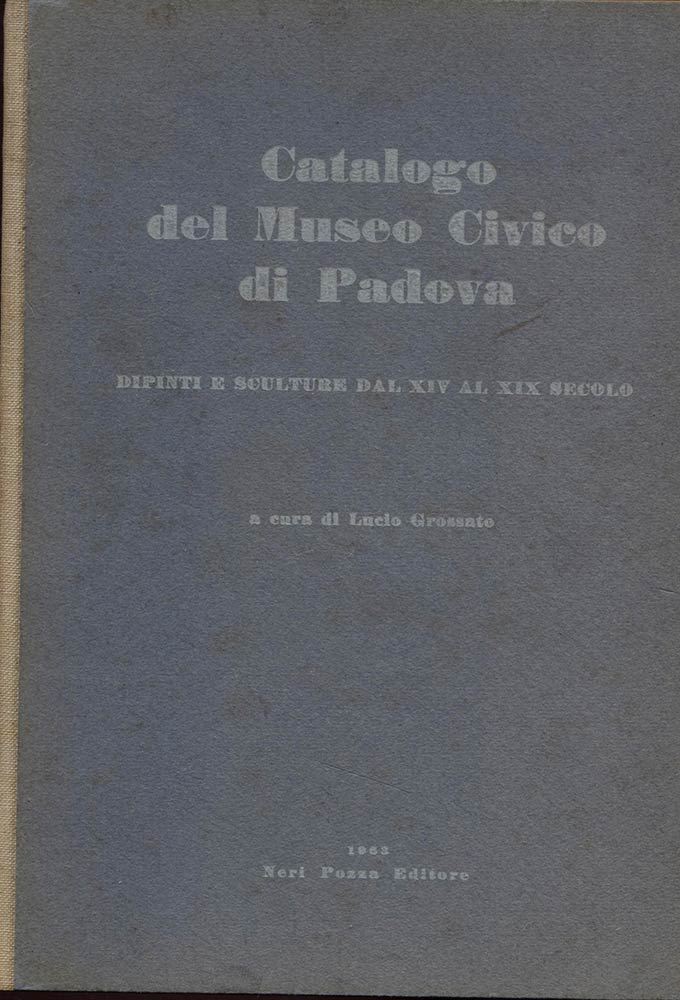 Catalogo
del Museo Civico
di Padova
DIPINTI E SCULTURE DAL XIV AL XIX SECOLO
a cura di Lucio Grossato
1963
Neri Pozza Editore